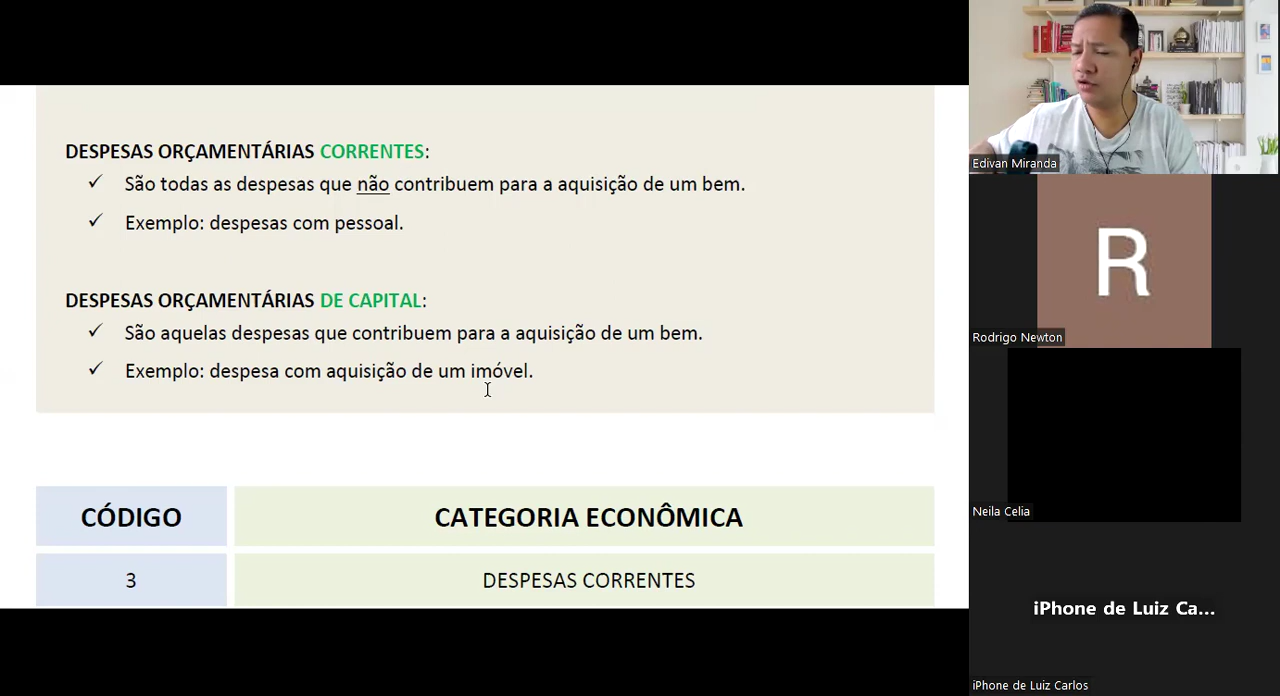 DESPESAS ORÇAMENTÁRIAS CORRENTES:
✓ São todas as despesas que não contribuem para a aquisição de um bem.
✓ Exemplo: despesas com pessoal.
DESPESAS ORÇAMENTÁRIAS DE CAPITAL:
✓ São aquelas despesas que contribuem para a aquisição de um bem.
✓ Exemplo: despesa com aquisição de um imóvel.
CÓDIGO CATEGORIA ECONÔMICA
3 DESPESAS CORRENTES
Edivan Miranda
R
Rodrigo Newton
Neila Celia
iPhone de Luiz Ca...
iPhone de Luiz Carlos